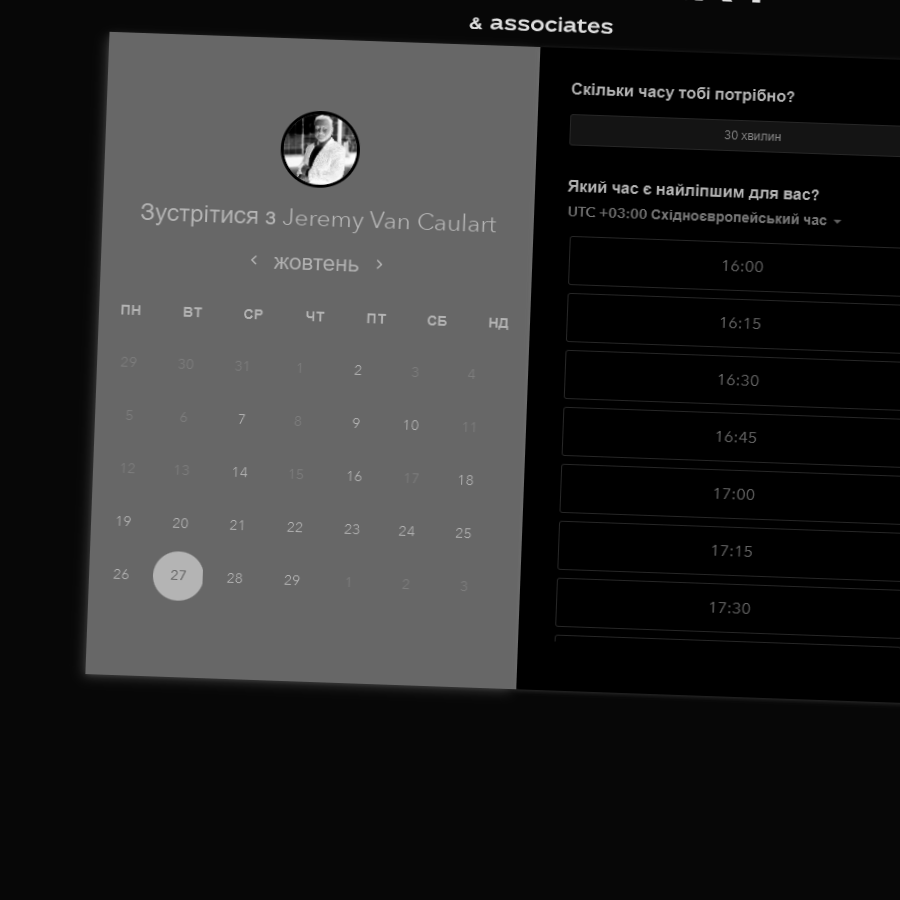 & associates
Зустрітися з Jeremy Van Caulart
жовтень
ПН ВТ СР ЧТ ПТ СБ НД
29 30 31 1 2 3 4
5 6 7 8 9 10 11
12 13 14 15 16 17 18
19 20 21 22 23 24 25
26 27 28 29 1 2 3
Скільки часу тобі потрібно?
30 хвилин
Який час є найліпшим для вас?
UTC +03:00 Східноєвропейський час
16:00
16:15
16:30
16:45
17:00
17:15
17:30